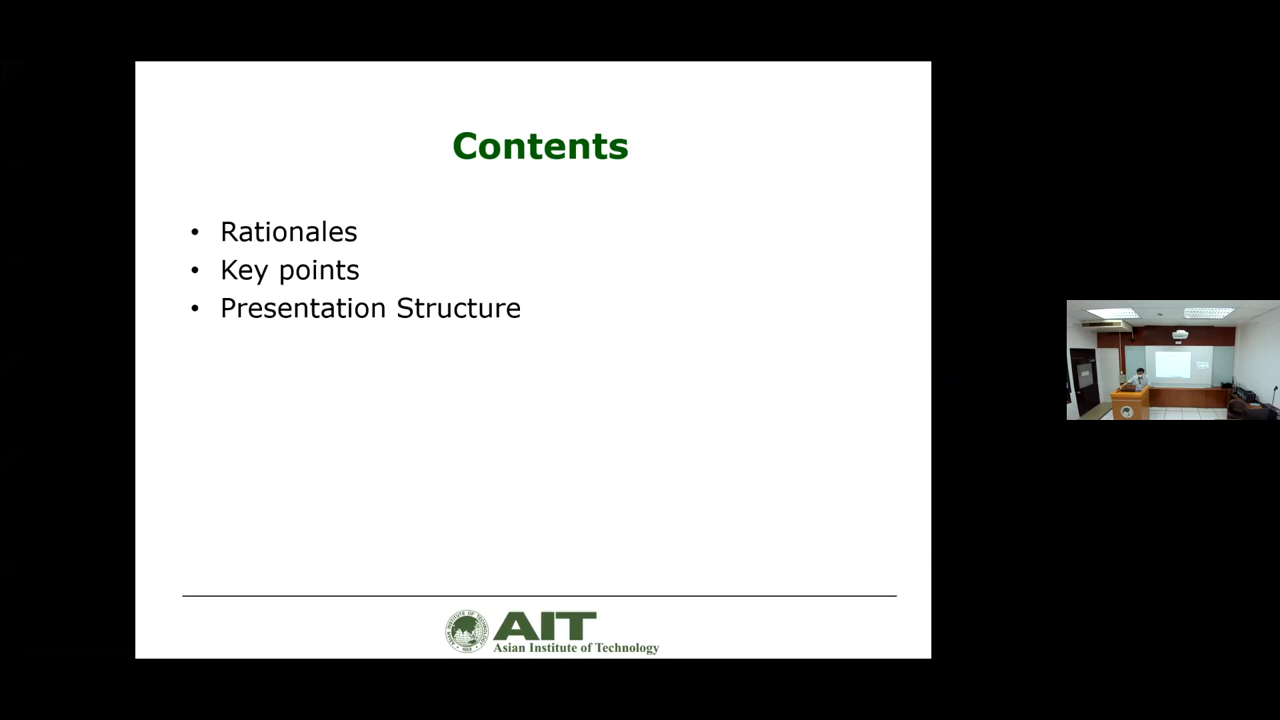 Contents
• Rationales
• Key points
• Presentation Structure
AIT
Asian Institute of Technology